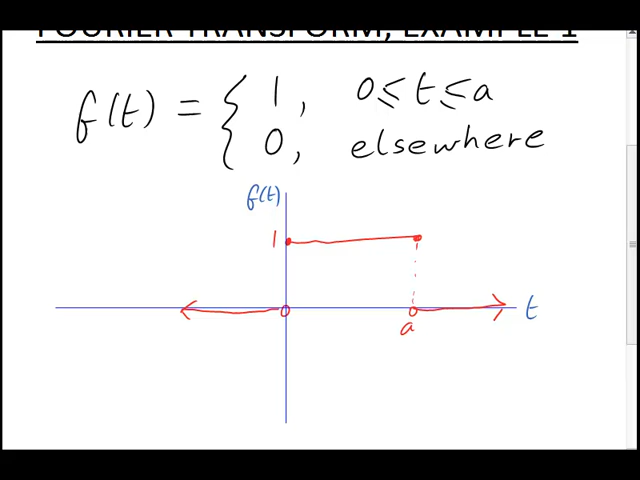 FOURIER TRANSFORM, EXAMPLE 1
f(t) = { 1, 0 ≤ t ≤ a
0, elsewhere
f(t)
1
0
t
a